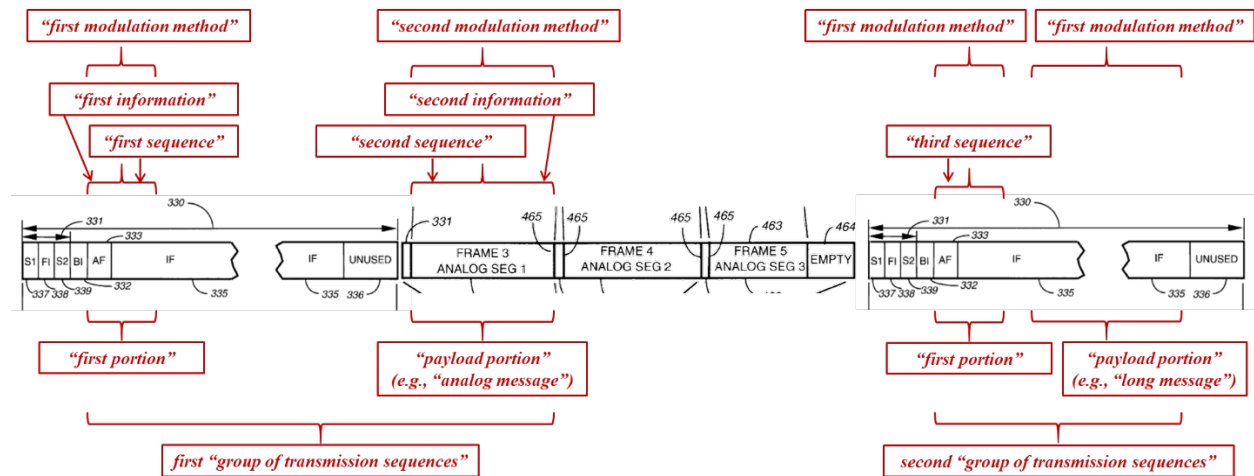 “first modulation method”
“second modulation method”
“first modulation method”
“first modulation method”
“first information”
“second information”
“first sequence”
“second sequence”
“third sequence”
330
331
333
331
465
465
465
463
464
330
331
333
S1 FI S2 BI AF IF
IF UNUSED
FRAME 3
ANALOG SEG 1
FRAME 4
ANALOG SEG 2
FRAME 5
ANALOG SEG 3
EMPTY
S1 FI S2 BI AF IF
IF UNUSED
337 338 339 332 335
335 336
337 338 339 332 335
335 336
“first portion”
“payload portion”
(e.g., “analog message”)
“first portion”
“payload portion”
(e.g., “long message”)
first “group of transmission sequences”
second “group of transmission sequences”